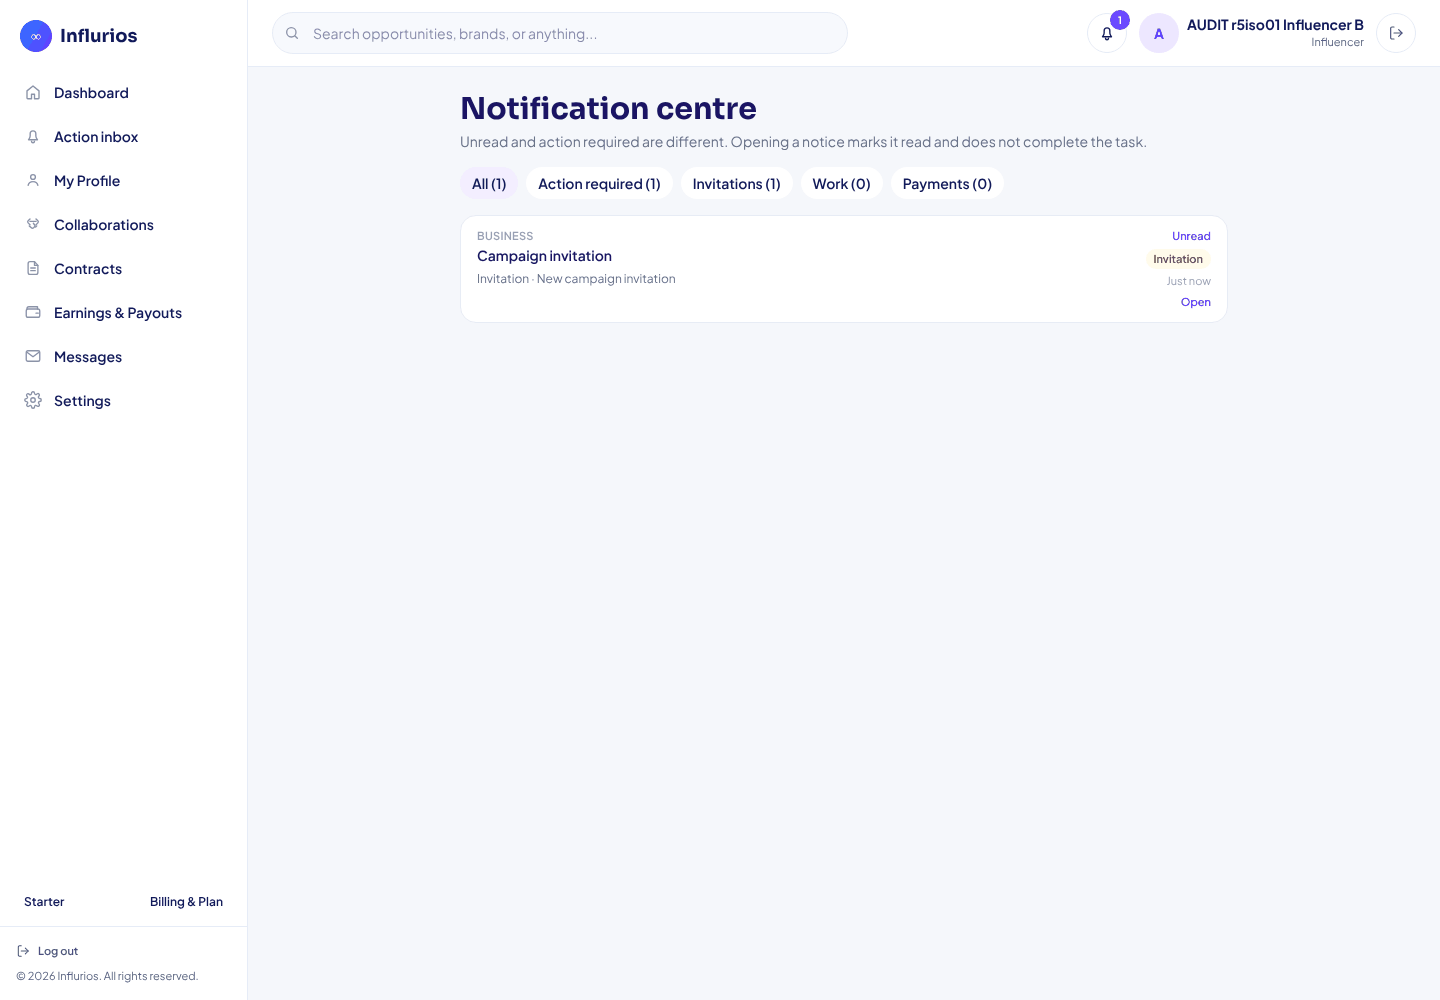 ∞ Influrios
Dashboard
Action inbox
My Profile
Collaborations
Contracts
Earnings & Payouts
Messages
Settings
Starter
Billing & Plan
Log out
© 2026 Influrios. All rights reserved.
Search opportunities, brands, or anything...
1
A
AUDIT r5iso01 Influencer B
Influencer
Notification centre
Unread and action required are different. Opening a notice marks it read and does not complete the task.
All (1)
Action required (1)
Invitations (1)
Work (0)
Payments (0)
BUSINESS
Campaign invitation
Invitation · New campaign invitation
Unread
Invitation
Just now
Open